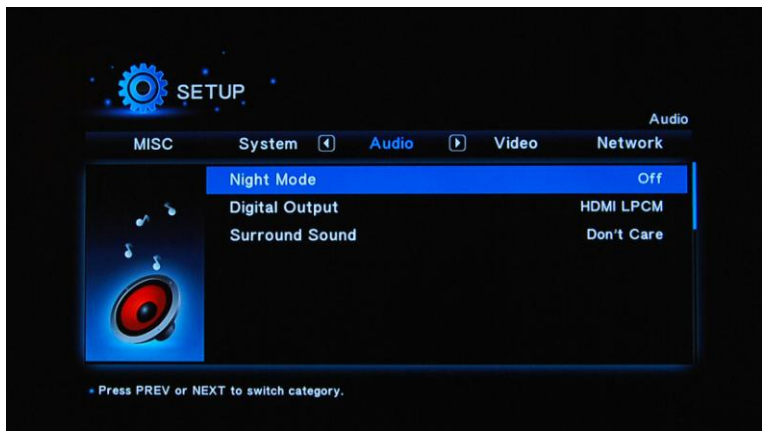 SETUP
Audio
MISC System Audio Video Network
Night Mode Off
Digital Output HDMI LPCM
Surround Sound Don't Care
• Press PREV or NEXT to switch category.